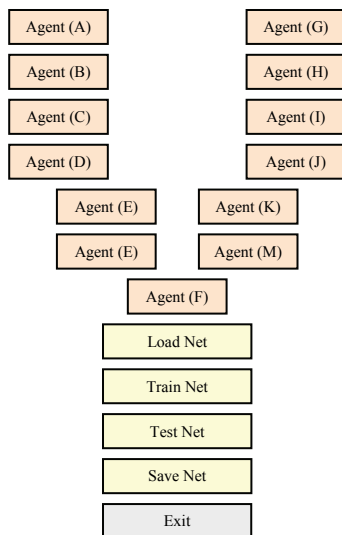 Agent (A)
Agent (G)
Agent (B)
Agent (H)
Agent (C)
Agent (I)
Agent (D)
Agent (J)
Agent (E)
Agent (K)
Agent (E)
Agent (M)
Agent (F)
Load Net
Train Net
Test Net
Save Net
Exit